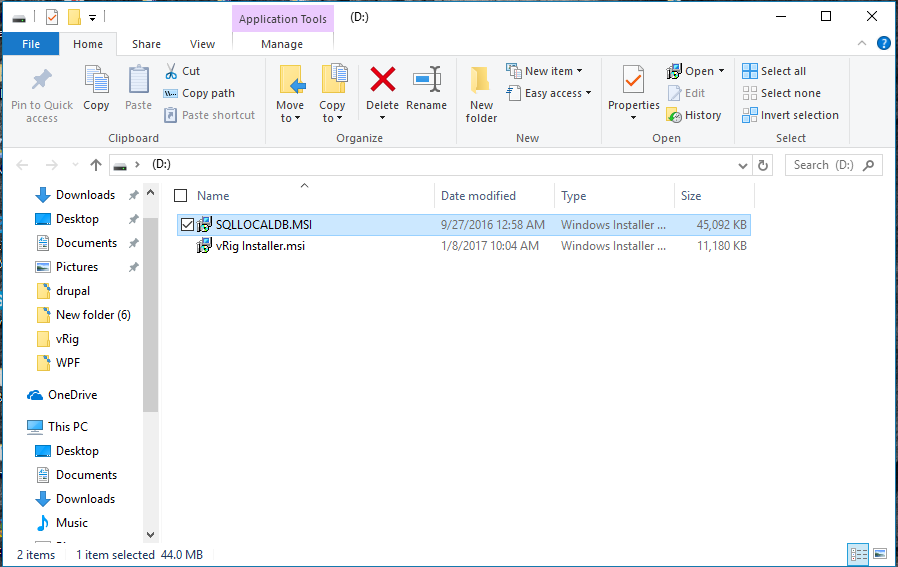 Application Tools (D:)
File Home Share View Manage
Pin to Quick access
Copy
Paste
Cut
Copy path
Paste shortcut
Clipboard
Move to
Copy to
Delete
Rename
Organize
New folder
New item
Easy access
New
Properties
Open
Edit
History
Open
Select all
Select none
Invert selection
Select
(D:) Search (D:)
Downloads
Desktop
Documents
Pictures
drupal
New folder (6)
vRig
WPF
OneDrive
This PC
Desktop
Documents
Downloads
Music
Name Date modified Type Size
SQLLOCALDB.MSI 9/27/2016 12:58 AM Windows Installer ... 45,092 KB
vRig Installer.msi 1/8/2017 10:04 AM Windows Installer ... 11,180 KB
2 items 1 item selected 44.0 MB